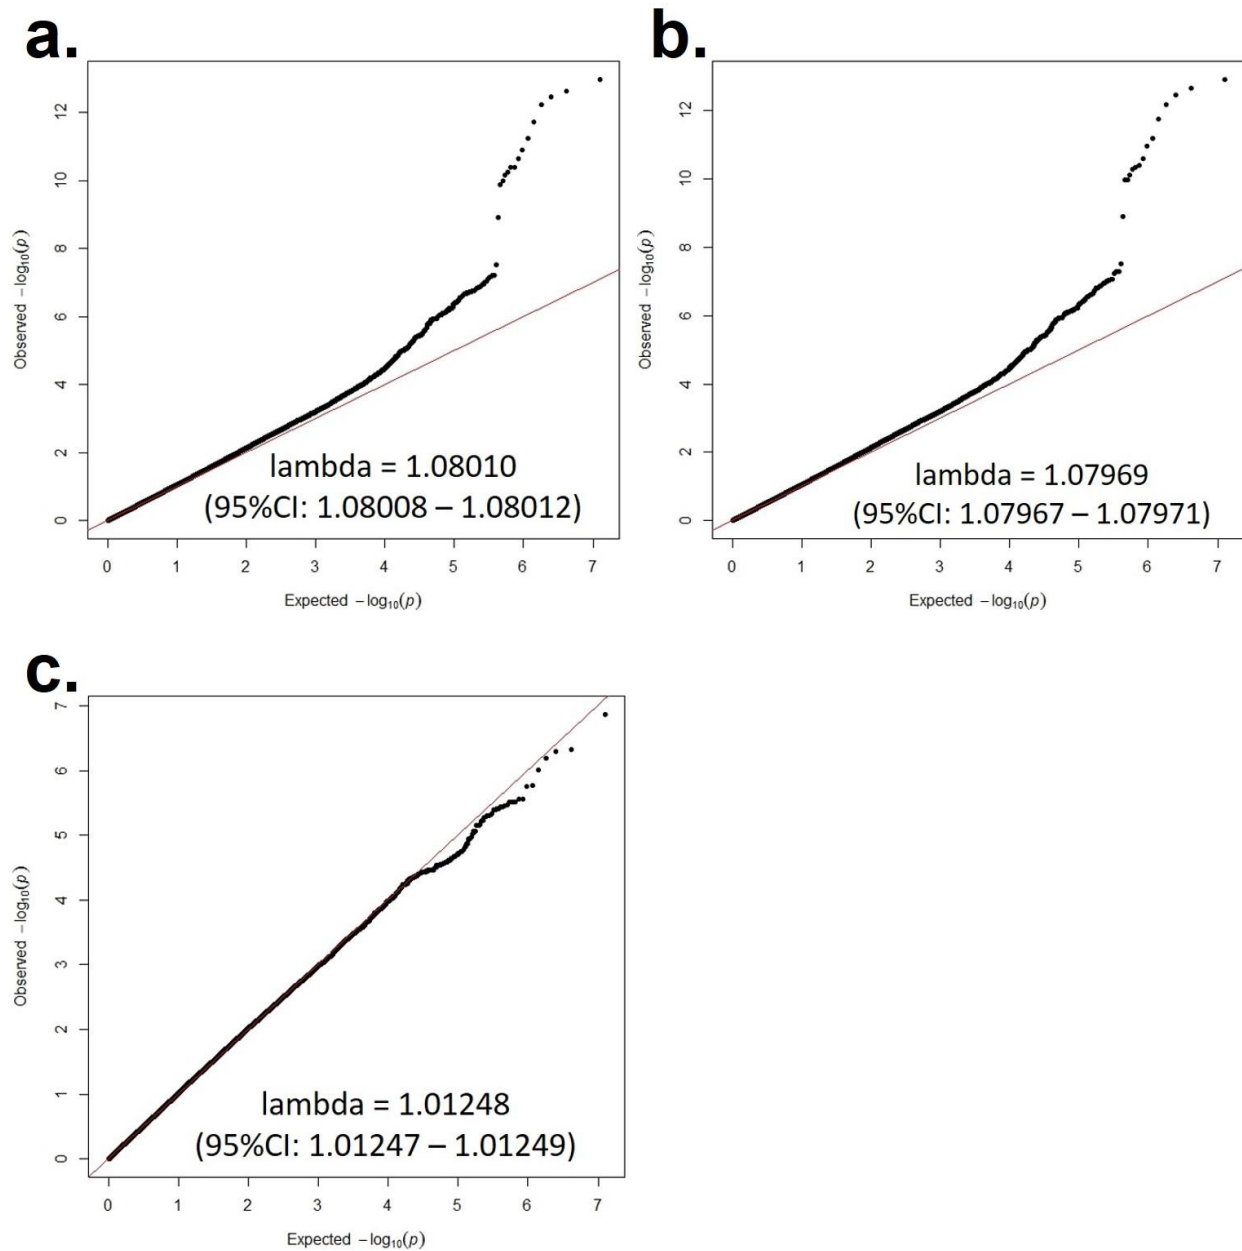 a.
12
10
8
6
4
2
0
Observed −log10(p)
lambda = 1.08010
(95%CI: 1.08008 – 1.08012)
0 1 2 3 4 5 6 7
Expected −log10(p)
b.
12
10
8
6
4
2
0
Observed −log10(p)
lambda = 1.07969
(95%CI: 1.07967 – 1.07971)
0 1 2 3 4 5 6 7
Expected −log10(p)
c.
7
6
5
4
3
2
1
0
Observed −log10(p)
lambda = 1.01248
(95%CI: 1.01247 – 1.01249)
0 1 2 3 4 5 6 7
Expected −log10(p)